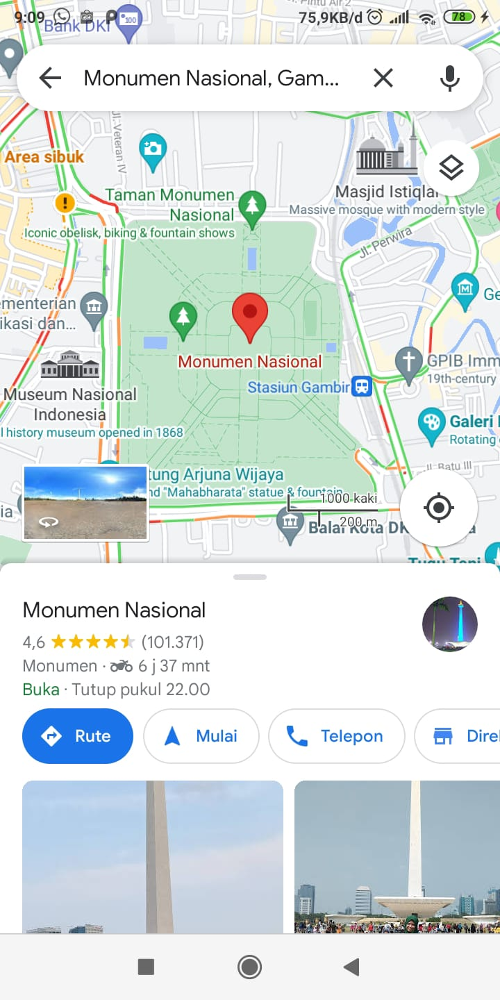 9:09
75,9KB/d
78
Bank DKI
100
Monumen Nasional, Gam...
Jl. Veteran IV
Area sibuk
Masjid Istiqlal
Massive mosque with modern style
Taman Monumen
Nasional
Iconic obelisk, biking & fountain shows
Jl. Perwira
Ge
ementerian
ikasi dan...
Monumen Nasional
GPIB Imm
19th-century
Stasiun Gambir
Museum Nasional
Indonesia
l history museum opened in 1868
Galeri
Rotating
Jl. Batu III
tung Arjuna Wijaya
nd "Mahabharata" statue & fountain
1000 kaki
200 m
ia
Balai Kota DK
a
Tugu Tani
Monumen Nasional
4,6 (101.371)
Monumen · 6 j 37 mnt
Buka · Tutup pukul 22.00
Rute
Mulai
Telepon
Direk